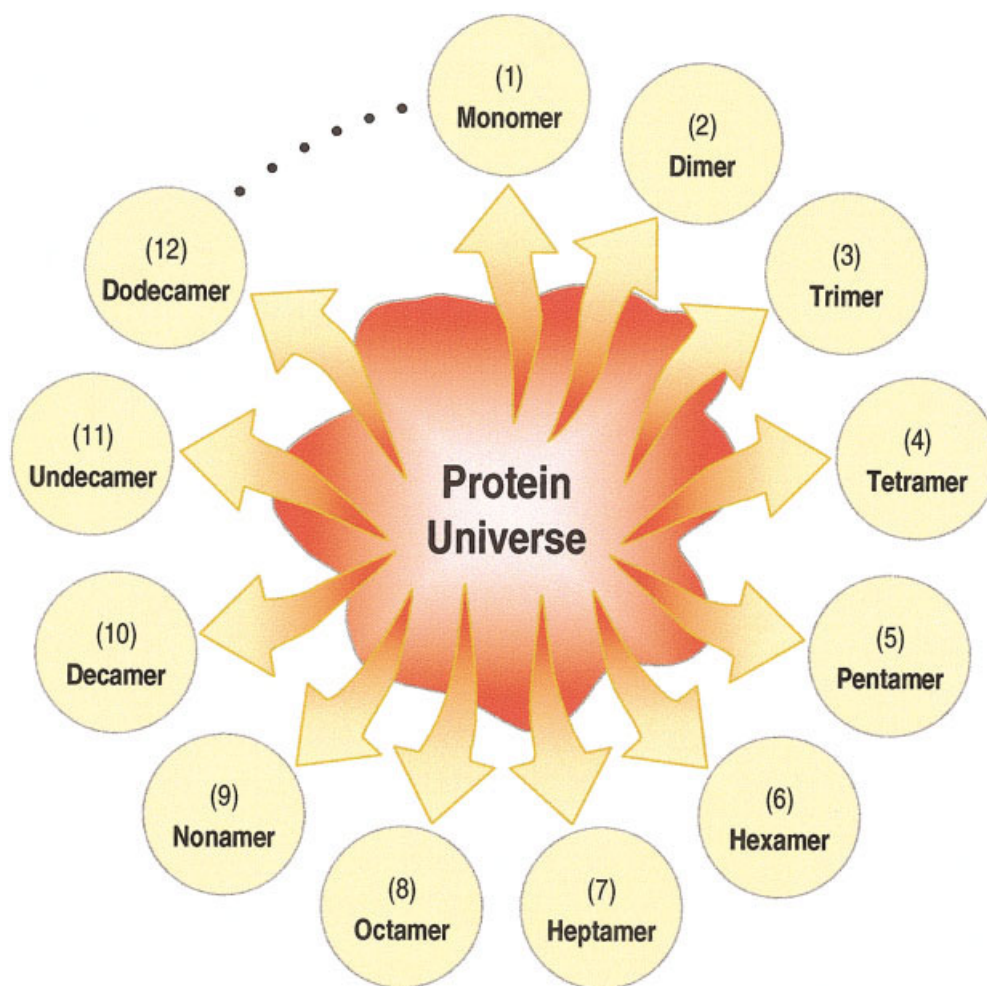 (1)
Monomer
(2)
Dimer
(3)
Trimer
(4)
Tetramer
(5)
Pentamer
(6)
Hexamer
(7)
Heptamer
(8)
Octamer
(9)
Nonamer
(10)
Decamer
(11)
Undecamer
(12)
Dodecamer
Protein
Universe